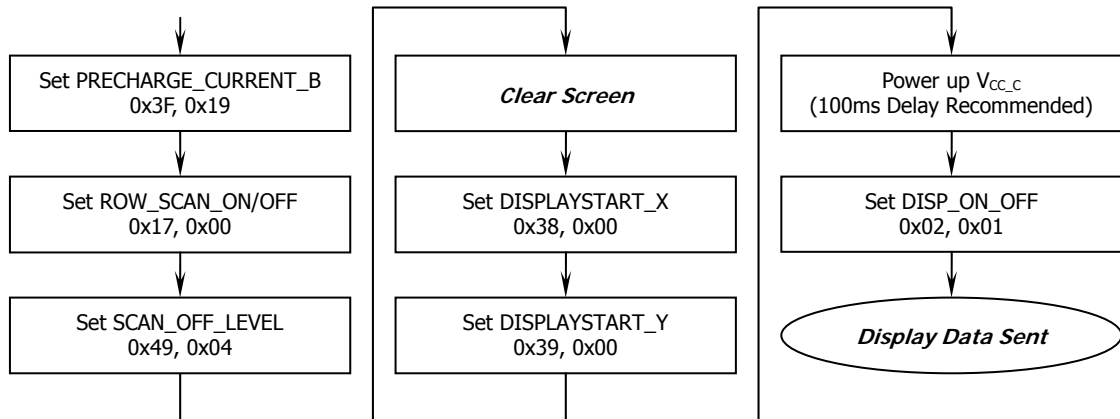 Set PRECHARGE_CURRENT_B
0x3F, 0x19
Set ROW_SCAN_ON/OFF
0x17, 0x00
Set SCAN_OFF_LEVEL
0x49, 0x04
Clear Screen
Set DISPLAYSTART_X
0x38, 0x00
Set DISPLAYSTART_Y
0x39, 0x00
Power up VCC_C
(100ms Delay Recommended)
Set DISP_ON_OFF
0x02, 0x01
Display Data Sent